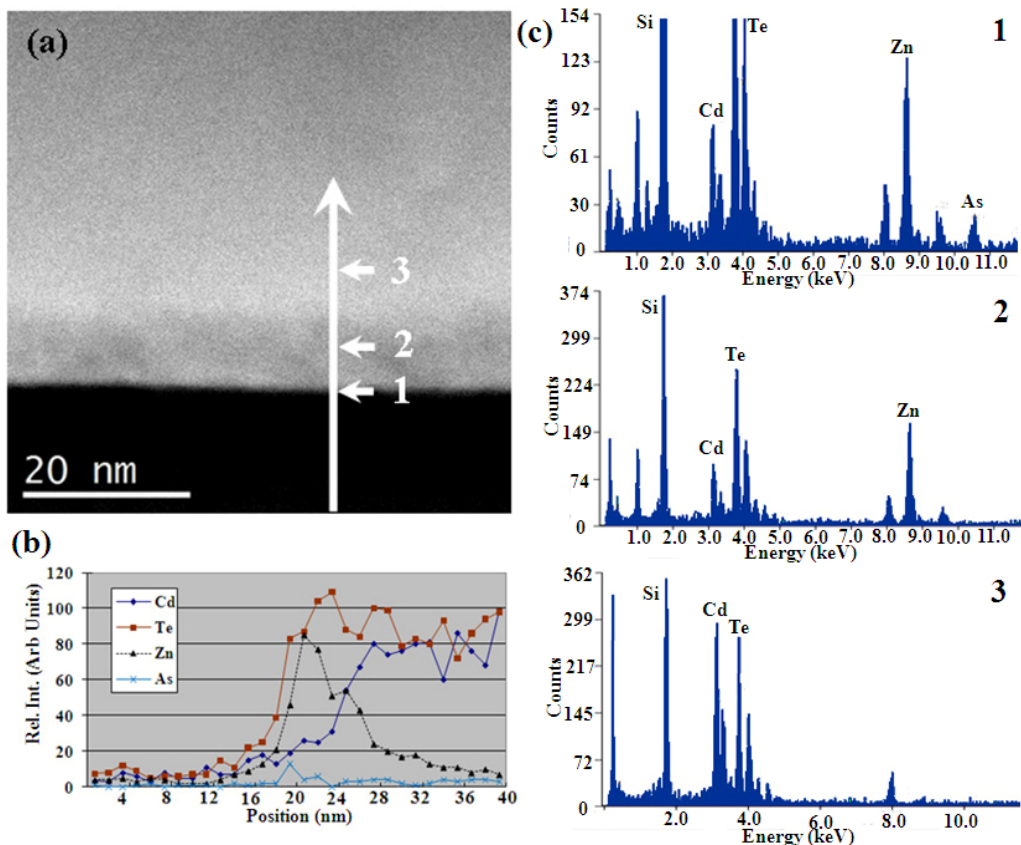 (a)
3
2
1
20 nm
(b)
120
100
80
60
40
20
0
Rel. Int. (Arb Units)
Cd
Te
Zn
As
4 8 12 16 20 24 28 32 36 40
Position (nm)
(c)
1
154
123
92
61
30
0
Counts
Si
Te
Cd
Zn
As
1.0 2.0 3.0 4.0 5.0 6.0 7.0 8.0 9.0 10.0 11.0
Energy (keV)
2
374
299
224
149
74
0
Counts
Si
Te
Cd
Zn
1.0 2.0 3.0 4.0 5.0 6.0 7.0 8.0 9.0 10.0 11.0
Energy (keV)
3
362
299
217
145
72
0
Counts
Si
Cd
Te
2.0 4.0 6.0 8.0 10.0
Energy (keV)